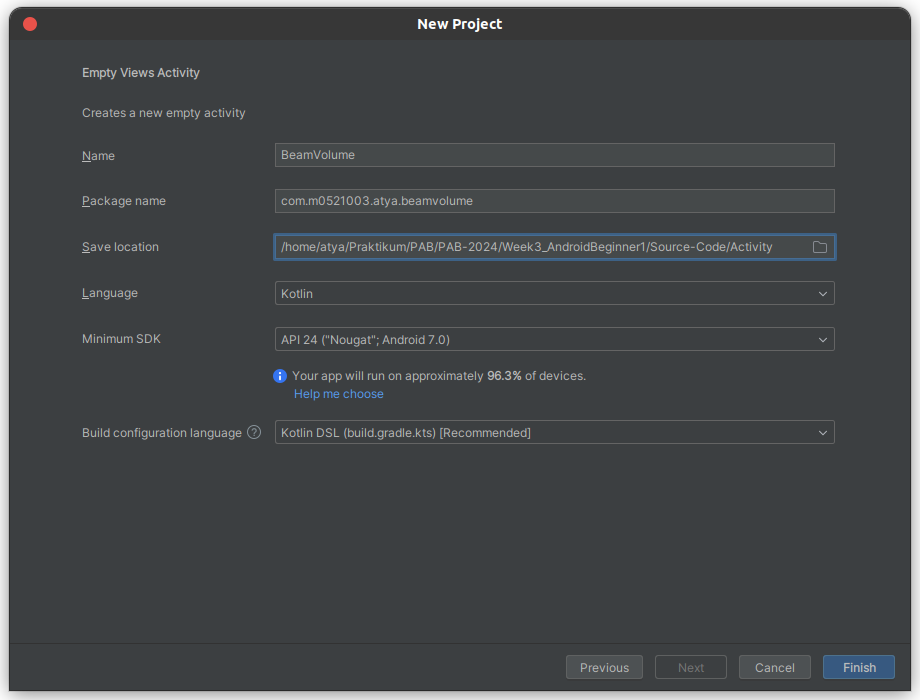 New Project
Empty Views Activity
Creates a new empty activity
Name BeamVolume
Package name com.m0521003.atya.beamvolume
Save location /home/atya/Praktikum/PAB/PAB-2024/Week3_AndroidBeginner1/Source-Code/Activity
Language Kotlin
Minimum SDK API 24 ("Nougat"; Android 7.0)
Your app will run on approximately 96.3% of devices.
Help me choose
Build configuration language ? Kotlin DSL (build.gradle.kts) [Recommended]
Previous Next Cancel Finish